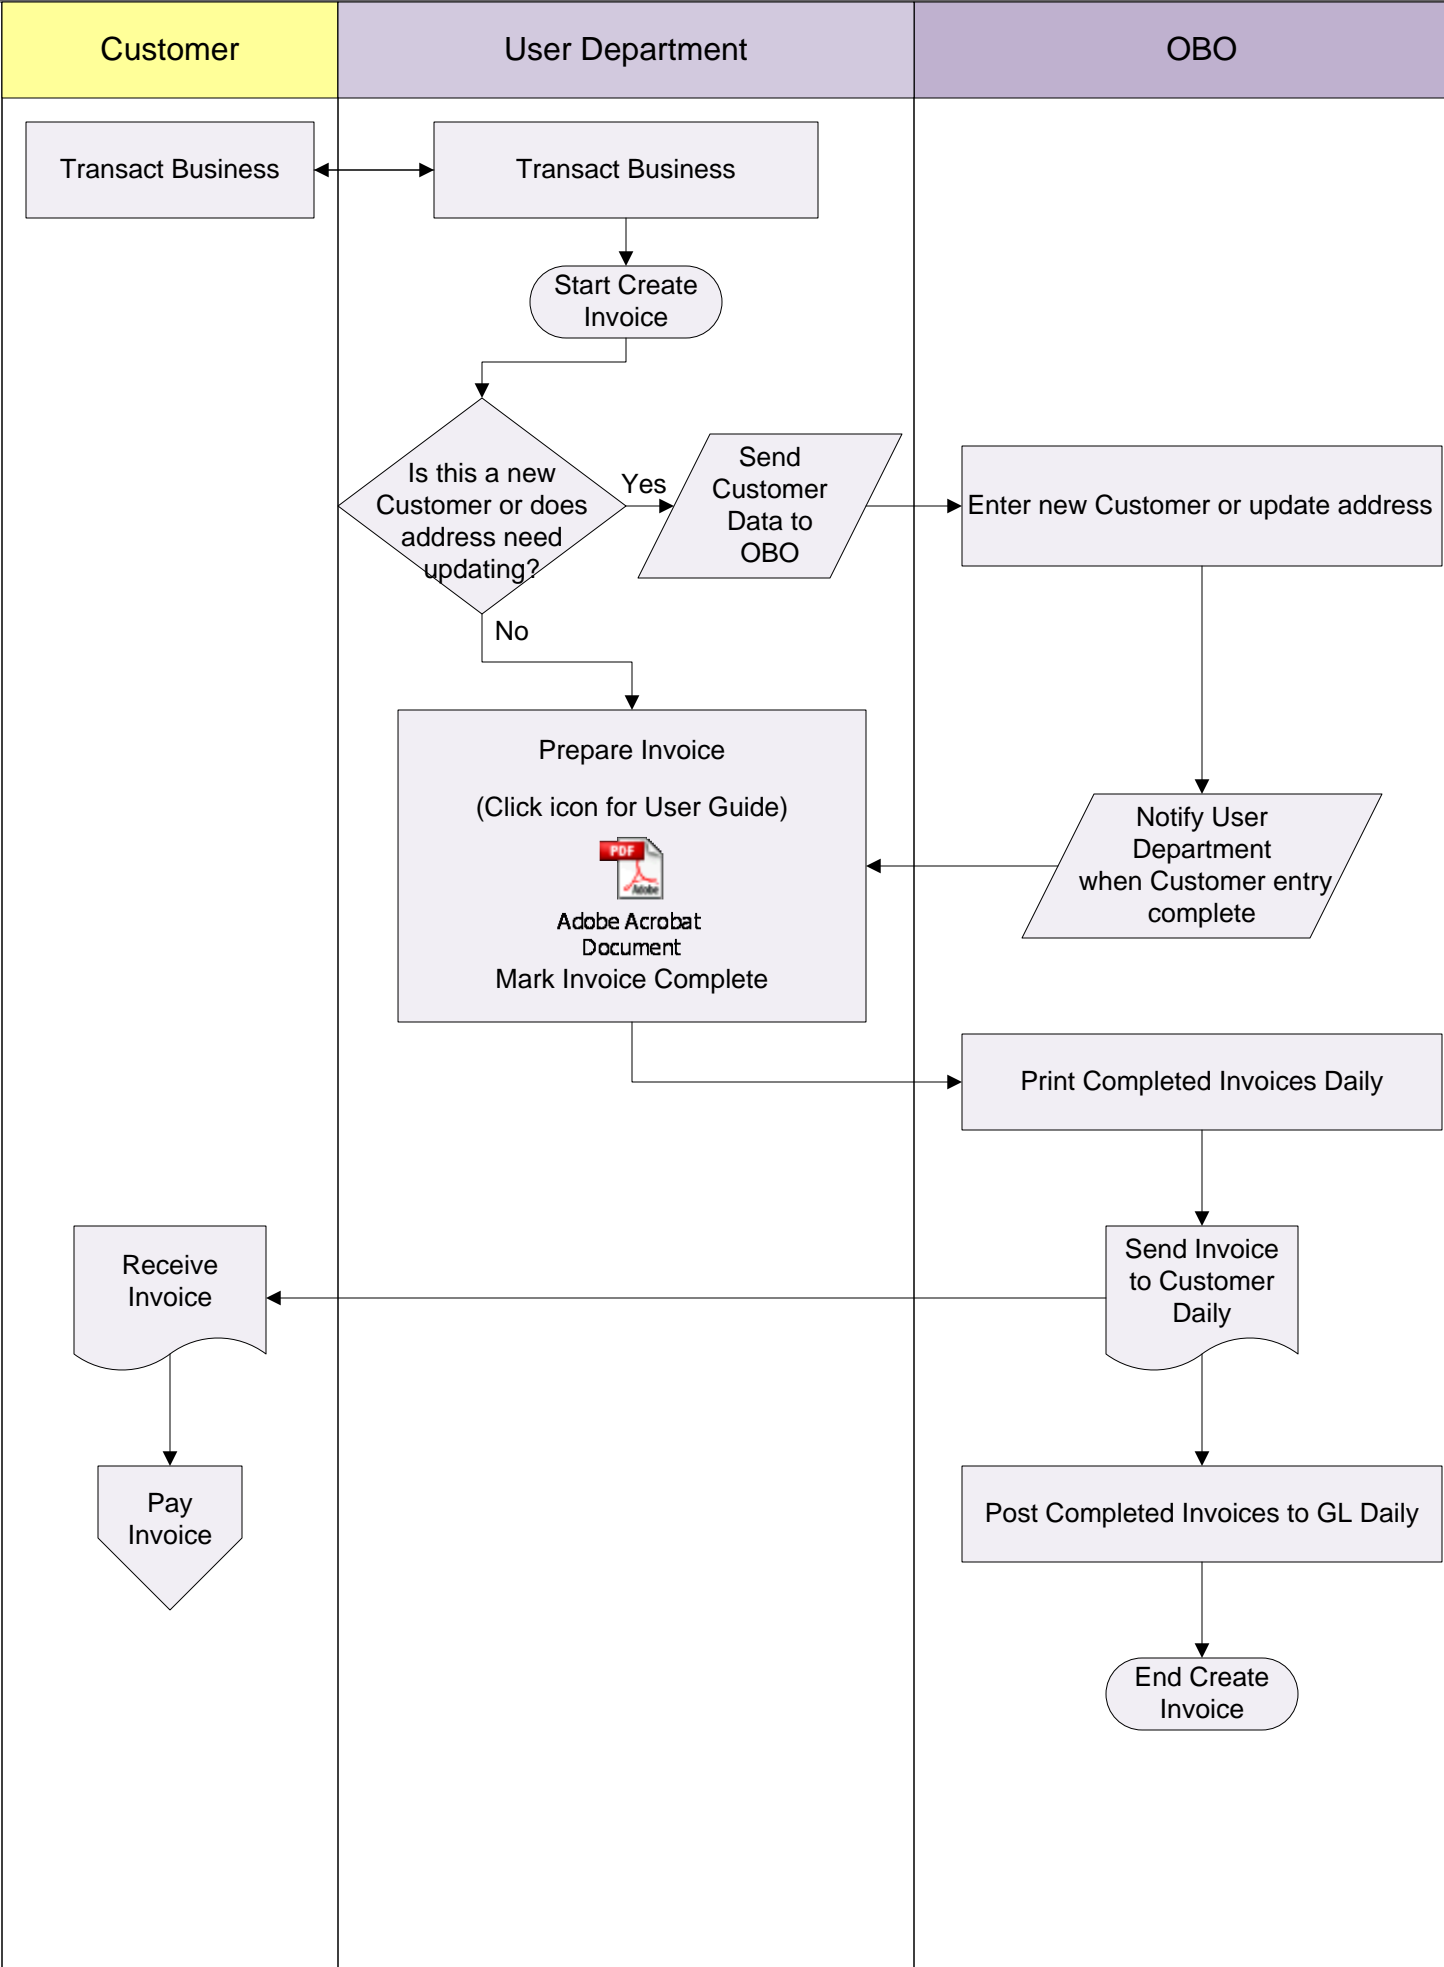 Customer
User Department
OBO
Transact Business
Transact Business
Start Create
Invoice
Is this a new
Customer or does
address need
updating?
Yes
Send
Customer
Data to
OBO
Enter new Customer or update address
No
Prepare Invoice
(Click icon for User Guide)
PDF
Adobe
Adobe Acrobat
Document
Mark Invoice Complete
Notify User
Department
when Customer entry
complete
Print Completed Invoices Daily
Receive
Invoice
Send Invoice
to Customer
Daily
Pay
Invoice
Post Completed Invoices to GL Daily
End Create
Invoice